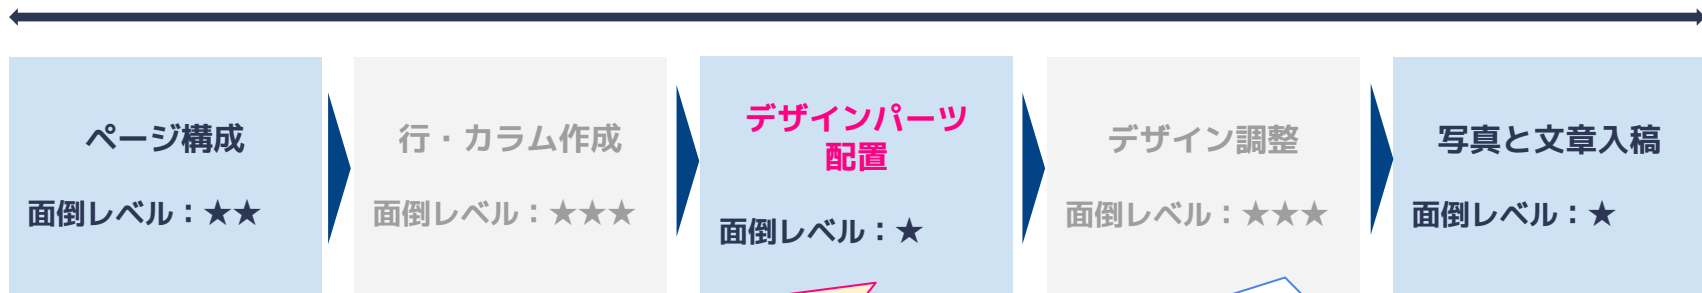 ページ構成
面倒レベル：★★
行・カラム作成
面倒レベル：★★★
デザインパーツ
配置
面倒レベル：★
デザイン調整
面倒レベル：★★★
写真と文章入稿
面倒レベル：★